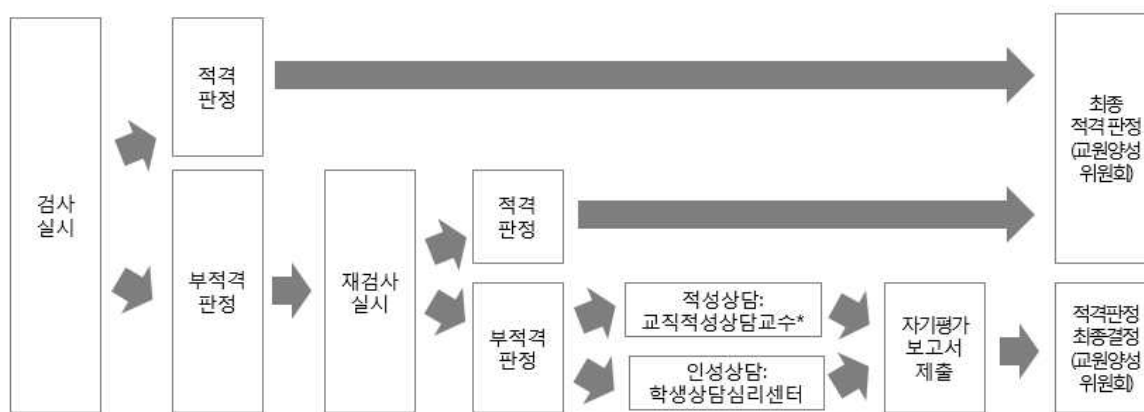 검사
실시
적격
판정
부적격
판정
재검사
실시
적격
판정
부적격
판정
적성상담:
교직적성상담교수*
인성상담:
학생상담심리센터
자기평가
보고서
제출
최종
적격 판정
(교원양성
위원회)
적격판정
최종결정
(교원양성
위원회)